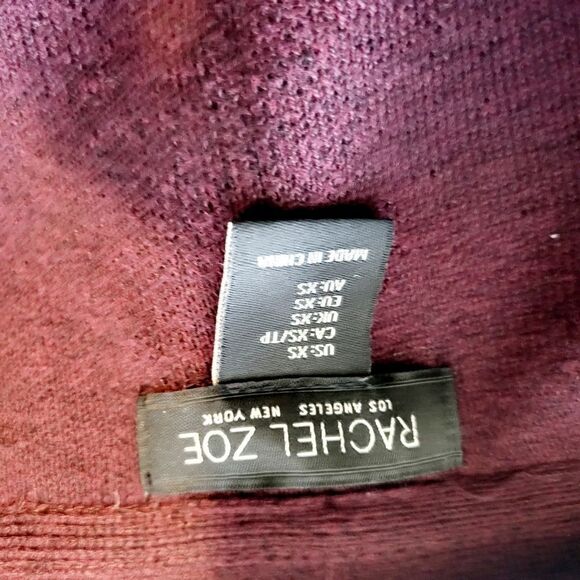 RACHEL ZOE
LOS ANGELES NEW YORK
US:XS
CA:XS/TP
UK:XS
EU:XS
AU:XS
MADE IN CHINA